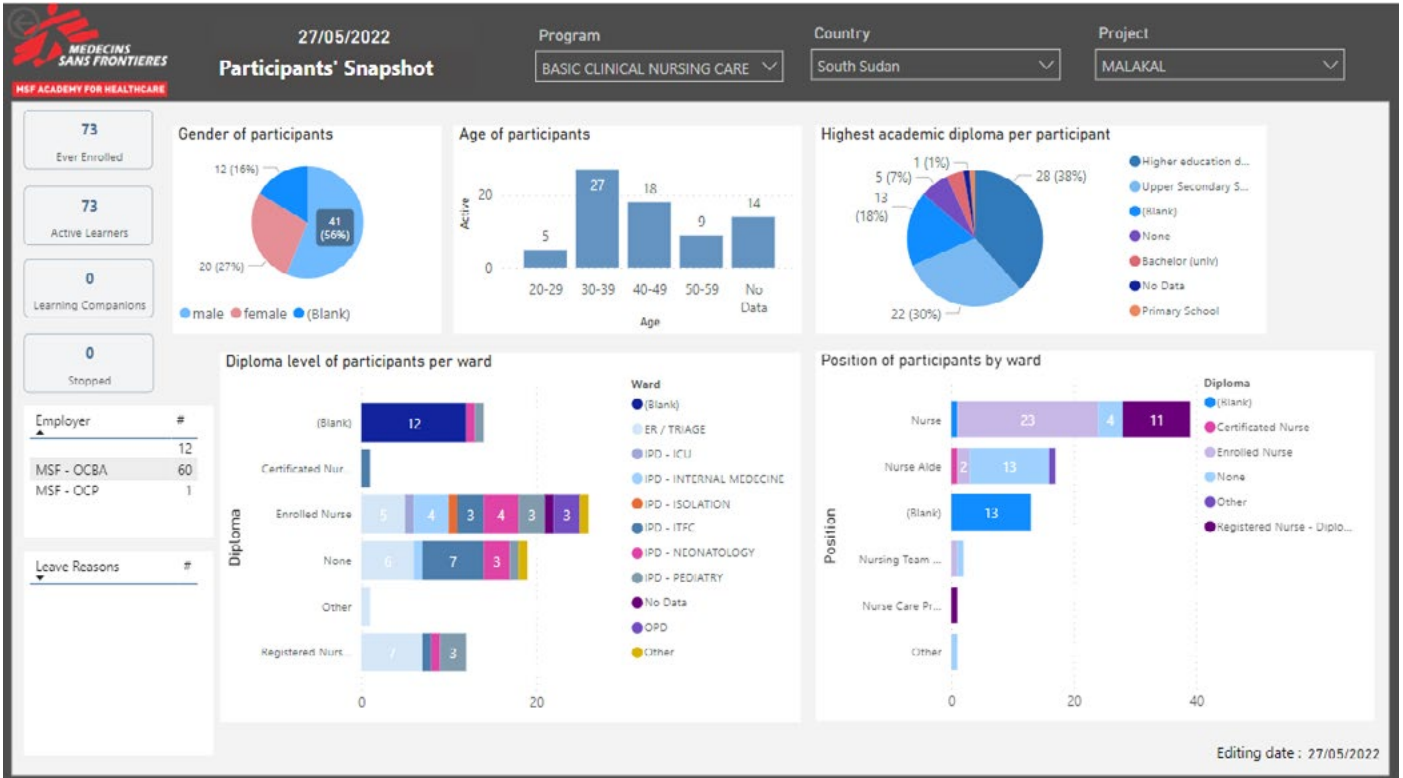 MEDECINS
SANS FRONTIERES
MSF ACADEMY FOR HEALTHCARE
27/05/2022
Participants' Snapshot
Program
BASIC CLINICAL NURSING CARE
Country
South Sudan
Project
MALAKAL
73
Ever Enrolled
73
Active Learners
0
Learning Companions
0
Stopped
Employer #
12
MSF - OCBA 60
MSF - OCP 1
Leave Reasons #
Gender of participants
12 (16%)
41
(56%)
20 (27%)
male female (Blank)
Age of participants
Active
20
0
5
27
18
9
14
20-29 30-39 40-49 50-59 No
Data
Age
Highest academic diploma per participant
1 (1%)
5 (7%)
13
(18%)
28 (38%)
22 (30%)
Higher education d...
Upper Secondary S...
(Blank)
None
Bachelor (univ)
No Data
Primary School
Diploma level of participants per ward
Diploma
(Blank) 12
Certificated Nur...
Enrolled Nurse 5 4 3 4 3 3
None 6 7 3
Other
Registered Nurs... 7 3
0 20
Ward
(Blank)
ER / TRIAGE
IPD - ICU
IPD - INTERNAL MEDECINE
IPD - ISOLATION
IPD - ITFC
IPD - NEONATOLOGY
IPD - PEDIATRY
No Data
OPD
Other
Position of participants by ward
Position
Nurse 23 4 11
Nurse Aide 2 13
(Blank) 13
Nursing Team ...
Nurse Care Pr...
Other
0 20 40
Diploma
(Blank)
Certificated Nurse
Enrolled Nurse
None
Other
Registered Nurse - Diplo...
Editing date : 27/05/2022